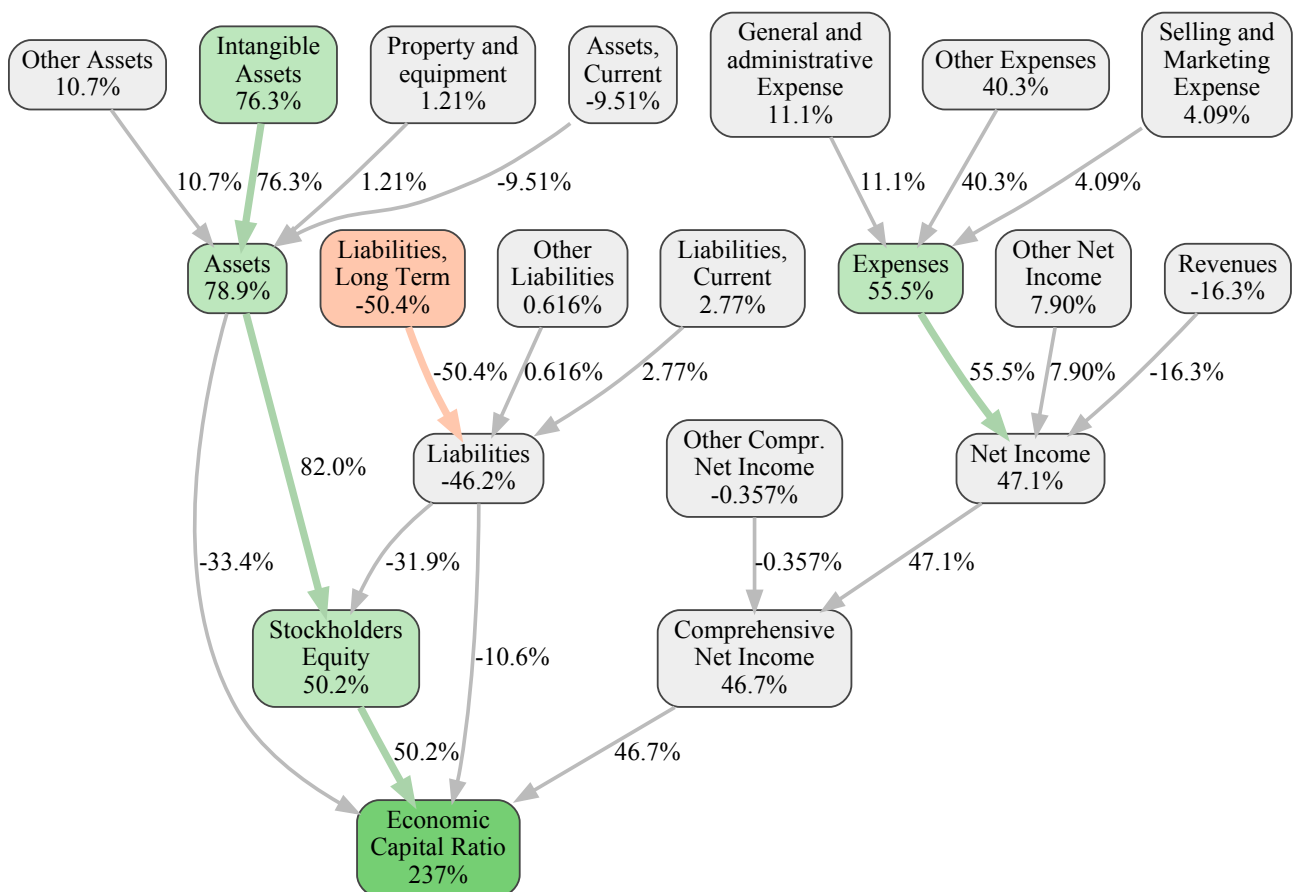 Other Assets
10.7%
Intangible
Assets
76.3%
Property and
equipment
1.21%
Assets,
Current
-9.51%
General and
administrative
Expense
11.1%
Other Expenses
40.3%
Selling and
Marketing
Expense
4.09%
10.7%
76.3%
1.21%
-9.51%
11.1%
40.3%
4.09%
Assets
78.9%
Liabilities,
Long Term
-50.4%
Other
Liabilities
0.616%
Liabilities,
Current
2.77%
Expenses
55.5%
Other Net
Income
7.90%
Revenues
-16.3%
-50.4%
0.616%
2.77%
55.5%
7.90%
-16.3%
82.0%
Liabilities
-46.2%
Other Compr.
Net Income
-0.357%
Net Income
47.1%
-33.4%
-31.9%
-0.357%
47.1%
Stockholders
Equity
50.2%
-10.6%
Comprehensive
Net Income
46.7%
50.2%
46.7%
Economic
Capital Ratio
237%